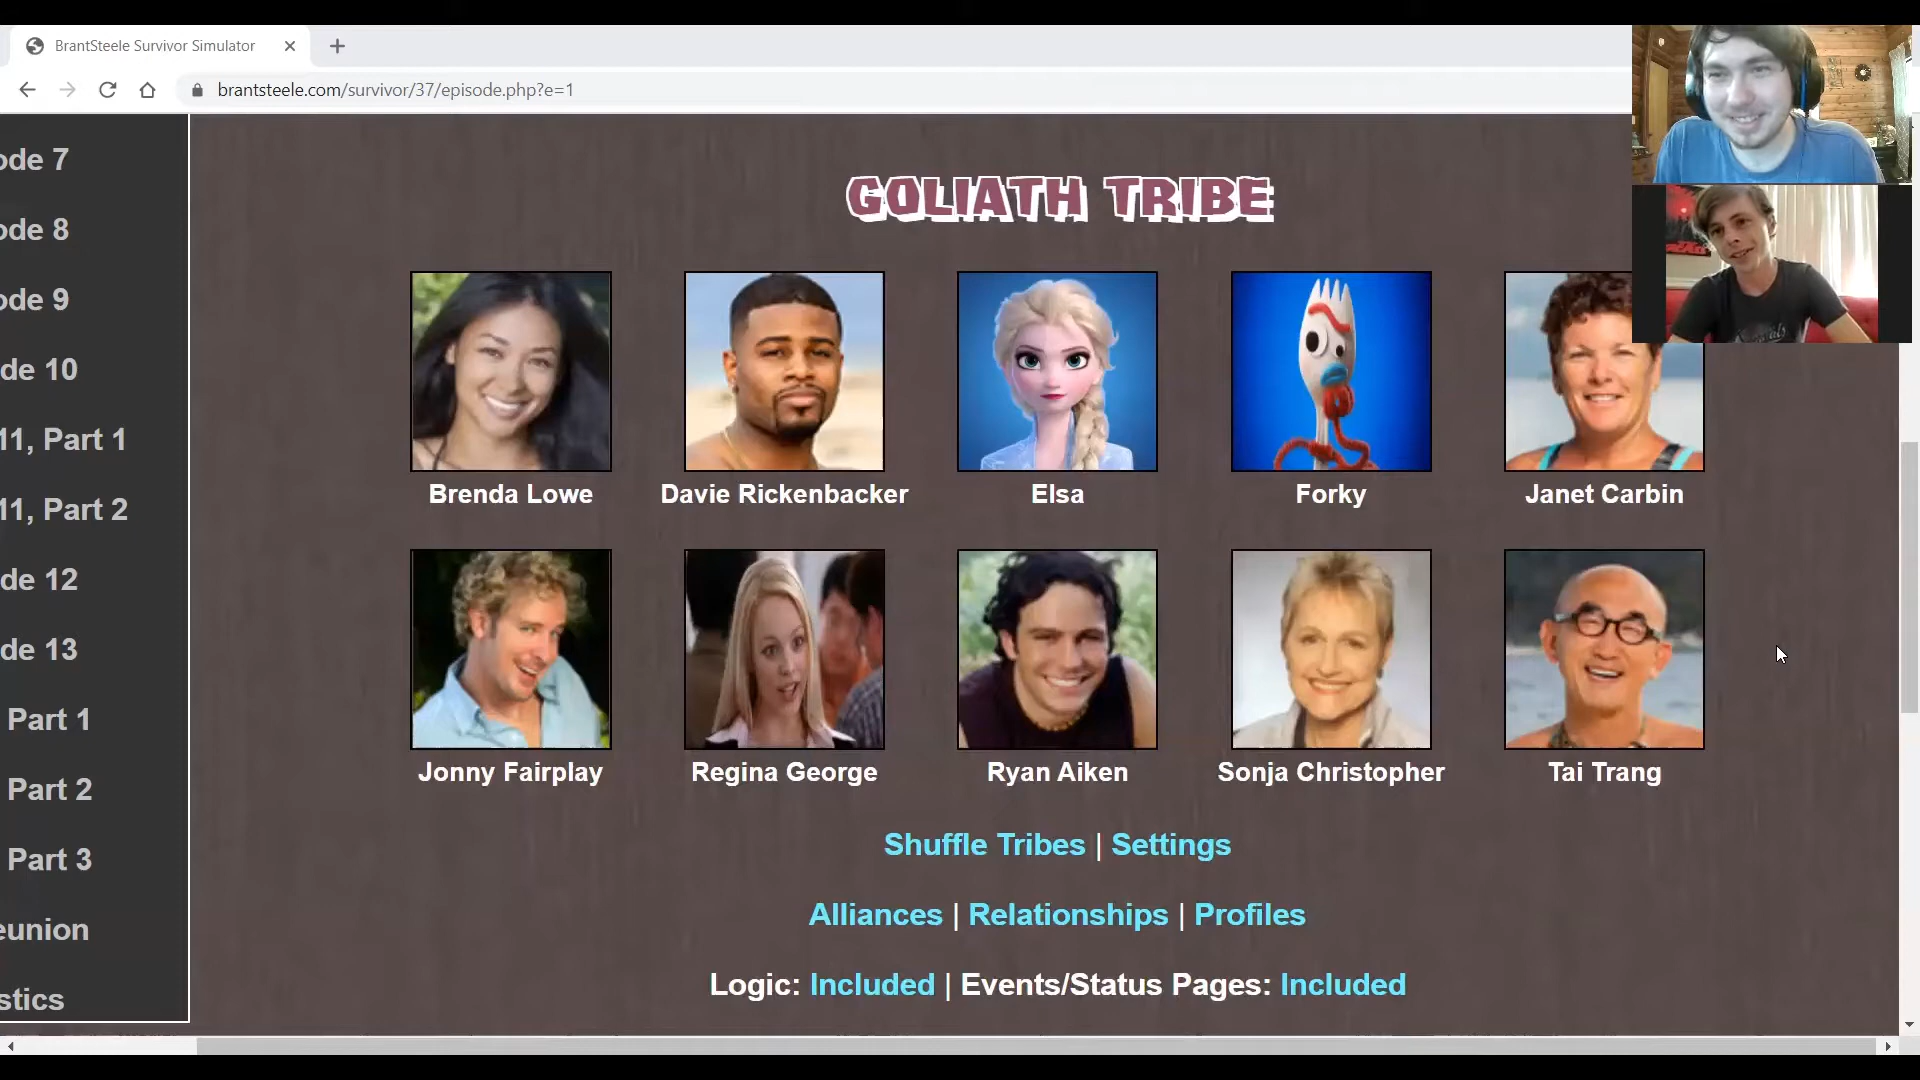 BrantSteele Survivor Simulator
brantsteele.com/survivor/37/episode.php?e=1
ode 7
ode 8
ode 9
de 10
11, Part 1
11, Part 2
de 12
de 13
Part 1
Part 2
Part 3
eunion
stics
GOLIATH TRIBE
Brenda Lowe
Davie Rickenbacker
Elsa
Forky
Janet Carbin
Jonny Fairplay
Regina George
Ryan Aiken
Sonja Christopher
Tai Trang
Shuffle Tribes | Settings
Alliances | Relationships | Profiles
Logic: Included | Events/Status Pages: Included